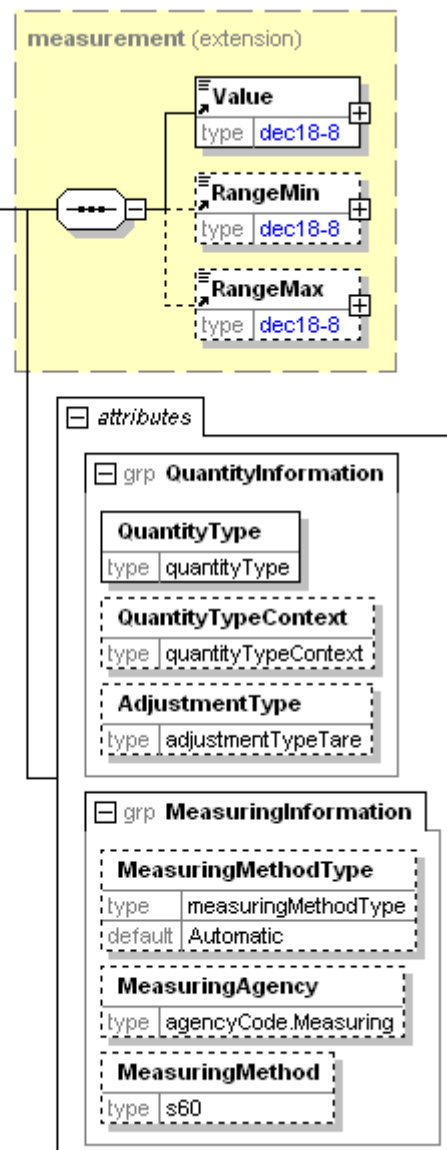 measurement (extension)
Value
type dec18-8
RangeMin
type dec18-8
RangeMax
type dec18-8
attributes
grp QuantityInformation
QuantityType
type quantityType
QuantityTypeContext
type quantityTypeContext
AdjustmentType
type adjustmentTypeTare
grp MeasuringInformation
MeasuringMethodType
type measuringMethodType
default Automatic
MeasuringAgency
type agencyCode.Measuring
MeasuringMethod
type s60